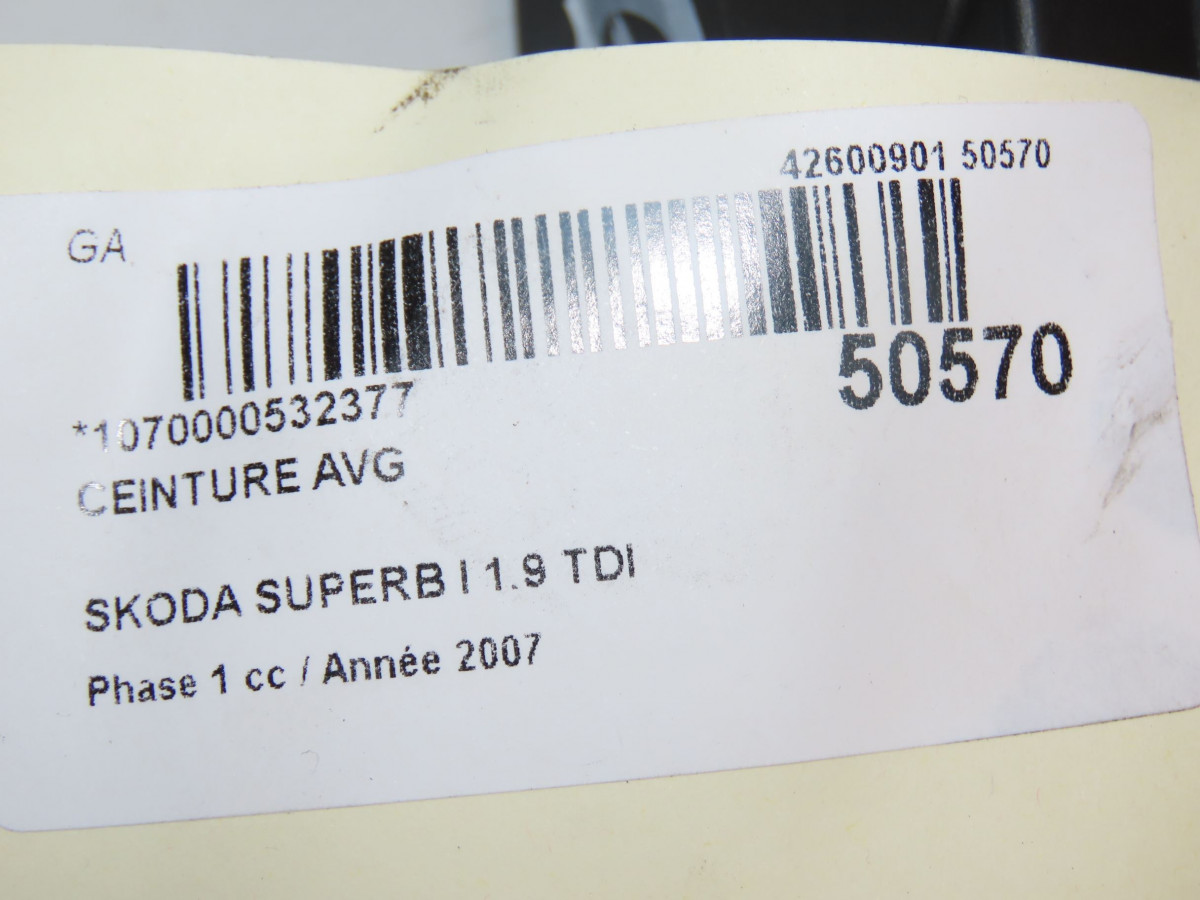 42600901 50570
GA
50570
*1070000532377
CEINTURE AVG
SKODA SUPERB I 1.9 TDI
Phase 1 cc / Année 2007